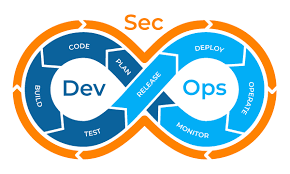 Sec
CODE
PLAN
BUILD
Dev
TEST
RELEASE
DEPLOY
Ops
OPERATE
MONITOR